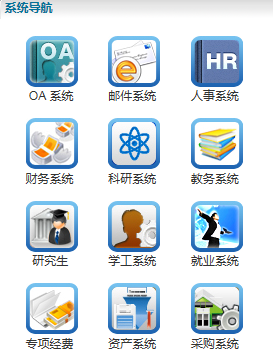 系统导航
OA
HR
OA 系统 邮件系统 人事系统
财务系统 科研系统 教务系统
研究生 学工系统 就业系统
专项经费 资产系统 采购系统